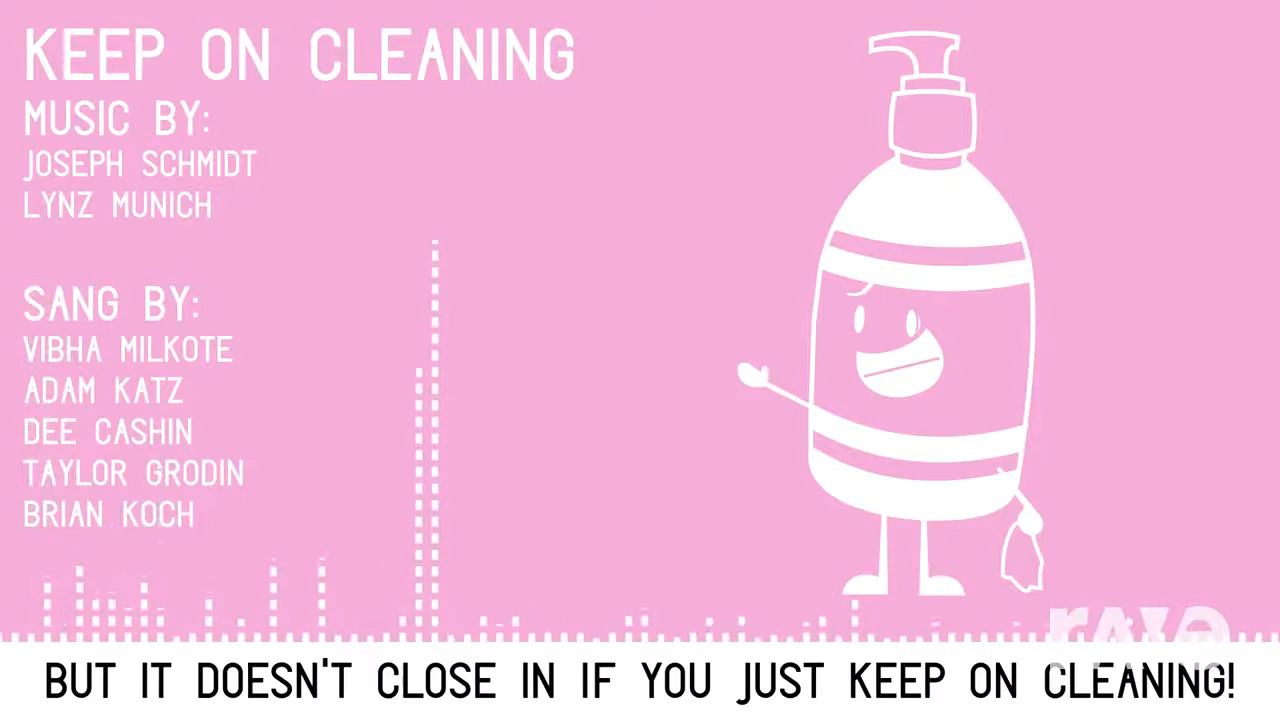 KEEP ON CLEANING
MUSIC BY:
JOSEPH SCHMIDT
LYNZ MUNICH
SANG BY:
VIBHA MILKOTE
ADAM KATZ
DEE CASHIN
TAYLOR GRODIN
BRIAN KOCH
rave
BUT IT DOESN'T CLOSE IN IF YOU JUST KEEP ON CLEANING!